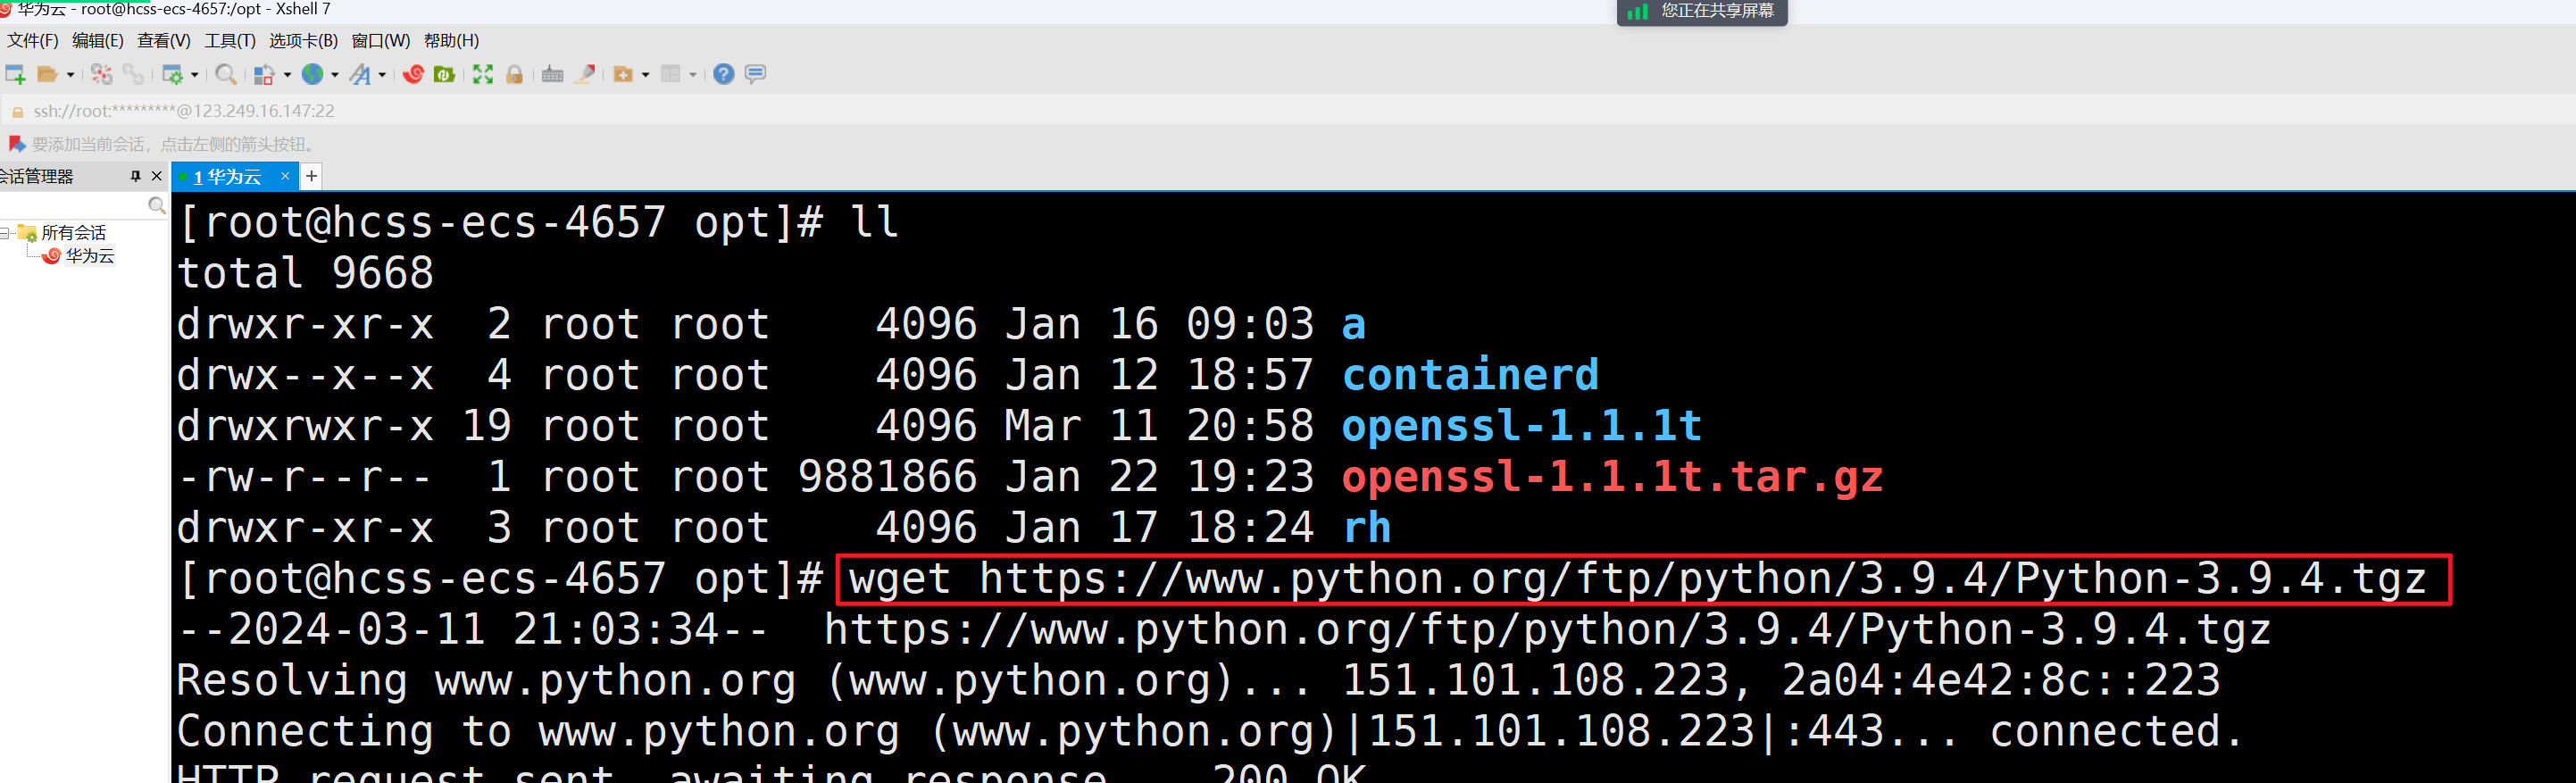 华为云 - root@hcss-ecs-4657:/opt - Xshell 7
您正在共享屏幕
文件(F) 编辑(E) 查看(V) 工具(T) 选项卡(B) 窗口(W) 帮助(H)
ssh://root:*********@123.249.16.147:22
要添加当前会话，点击左侧的箭头按钮。
会话管理器
1 华为云 × +
所有会话
华为云
[root@hcss-ecs-4657 opt]# ll
total 9668
drwxr-xr-x  2 root root    4096 Jan 16 09:03 a
drwx--x--x  4 root root    4096 Jan 12 18:57 containerd
drwxrwxr-x 19 root root    4096 Mar 11 20:58 openssl-1.1.1t
-rw-r--r--  1 root root 9881866 Jan 22 19:23 openssl-1.1.1t.tar.gz
drwxr-xr-x  3 root root    4096 Jan 17 18:24 rh
[root@hcss-ecs-4657 opt]# wget https://www.python.org/ftp/python/3.9.4/Python-3.9.4.tgz
--2024-03-11 21:03:34--  https://www.python.org/ftp/python/3.9.4/Python-3.9.4.tgz
Resolving www.python.org (www.python.org)... 151.101.108.223, 2a04:4e42:8c::223
Connecting to www.python.org (www.python.org)|151.101.108.223|:443... connected.
HTTP request sent, awaiting response... 200 OK